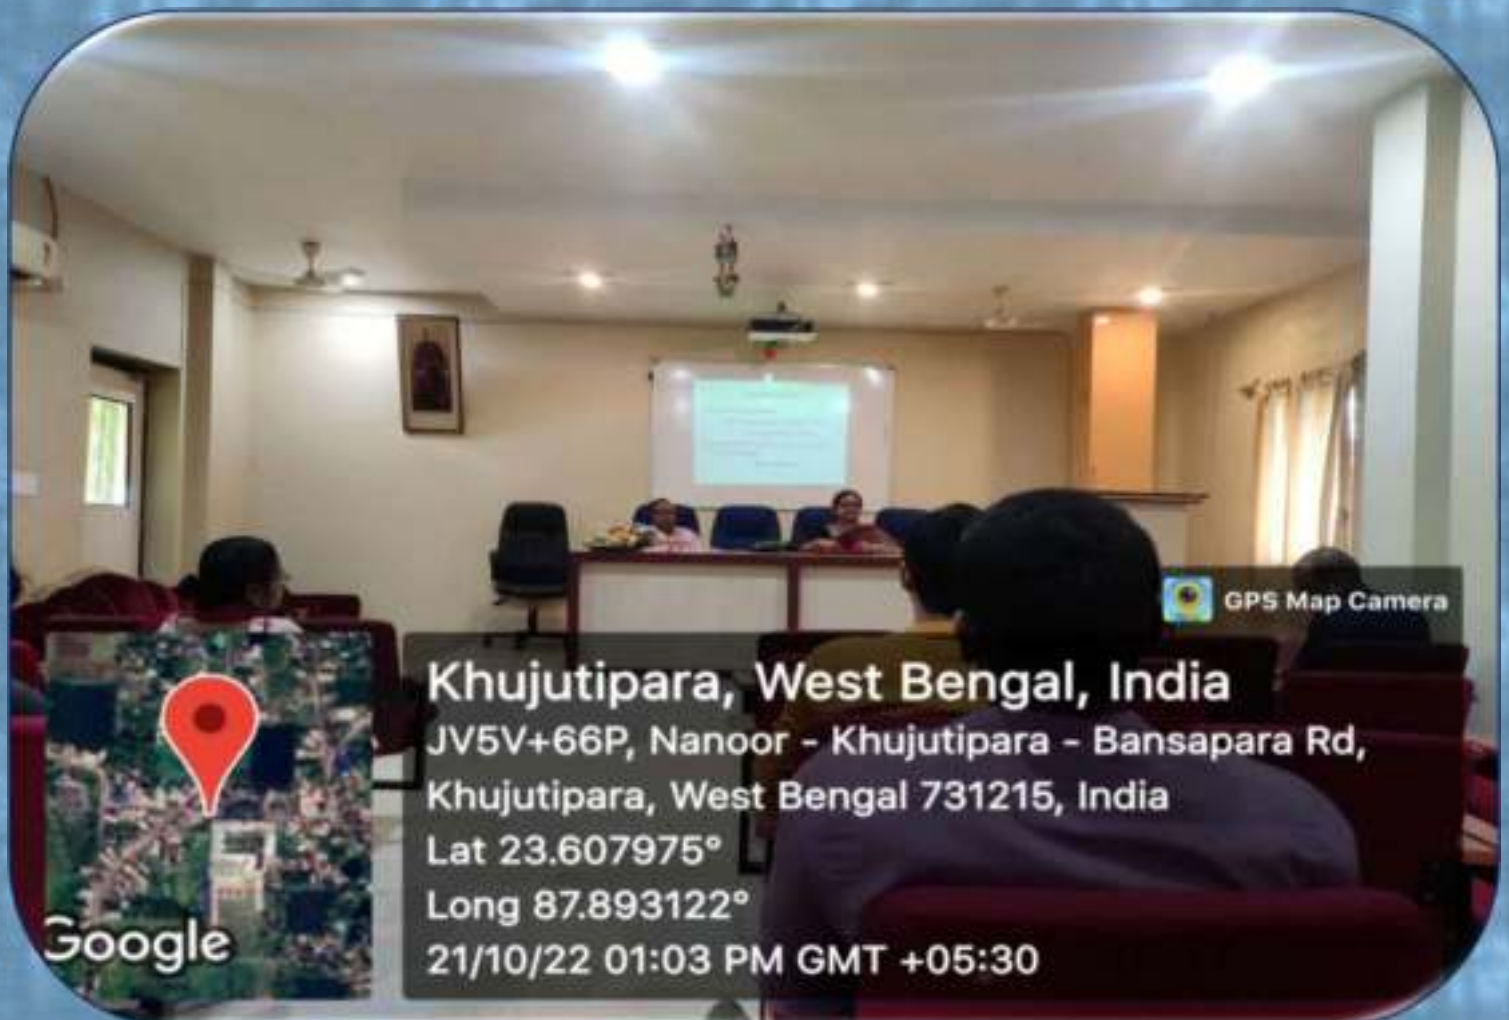 GPS Map Camera
Khujutipara, West Bengal, India
JV5V+66P, Nanoor - Khujutipara - Bansapara Rd,
Khujutipara, West Bengal 731215, India
Lat 23.607975°
Long 87.893122°
21/10/22 01:03 PM GMT +05:30
Google